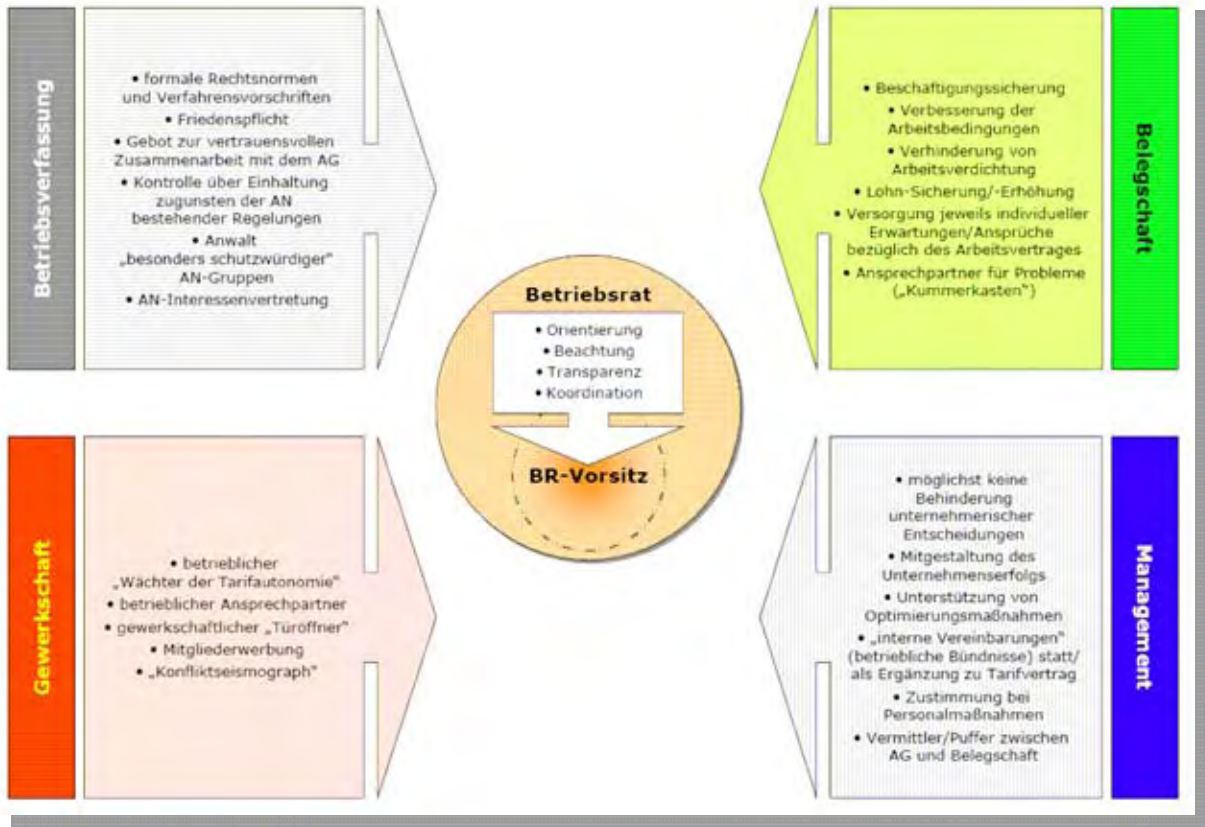 Betriebsverfassung
• formale Rechtsnormen
und Verfahrensvorschriften
• Friedenspflicht
• Gebot zur vertrauensvollen
Zusammenarbeit mit dem AG
• Kontrolle über Einhaltung
zugunsten der AN
bestehender Regelungen
• Anwalt
„besonders schutzwürdiger“
AN-Gruppen
• AN-Interessenvertretung
Belegschaft
• Beschäftigungssicherung
• Verbesserung der
Arbeitsbedingungen
• Verhinderung von
Arbeitsverdichtung
• Lohn-Sicherung/-Erhöhung
• Versorgung jeweils individueller
Erwartungen/Ansprüche
bezüglich des Arbeitsvertrages
• Ansprechpartner für Probleme
(„Kummerkasten“)
Betriebsrat
• Orientierung
• Beachtung
• Transparenz
• Koordination
BR-Vorsitz
Gewerkschaft
• betrieblicher
„Wächter der Tarifautonomie“
• betrieblicher Ansprechpartner
• gewerkschaftlicher „Türöffner“
• Mitgliederwerbung
• „Konfliktseismograph“
Management
• möglichst keine
Behinderung
unternehmerischer
Entscheidungen
• Mitgestaltung des
Unternehmenserfolgs
• Unterstützung von
Optimierungsmaßnahmen
• „interne Vereinbarungen“
(betriebliche Bündnisse) statt/
als Ergänzung zu Tarifvertrag
• Zustimmung bei
Personalmaßnahmen
• Vermittler/Puffer zwischen
AG und Belegschaft